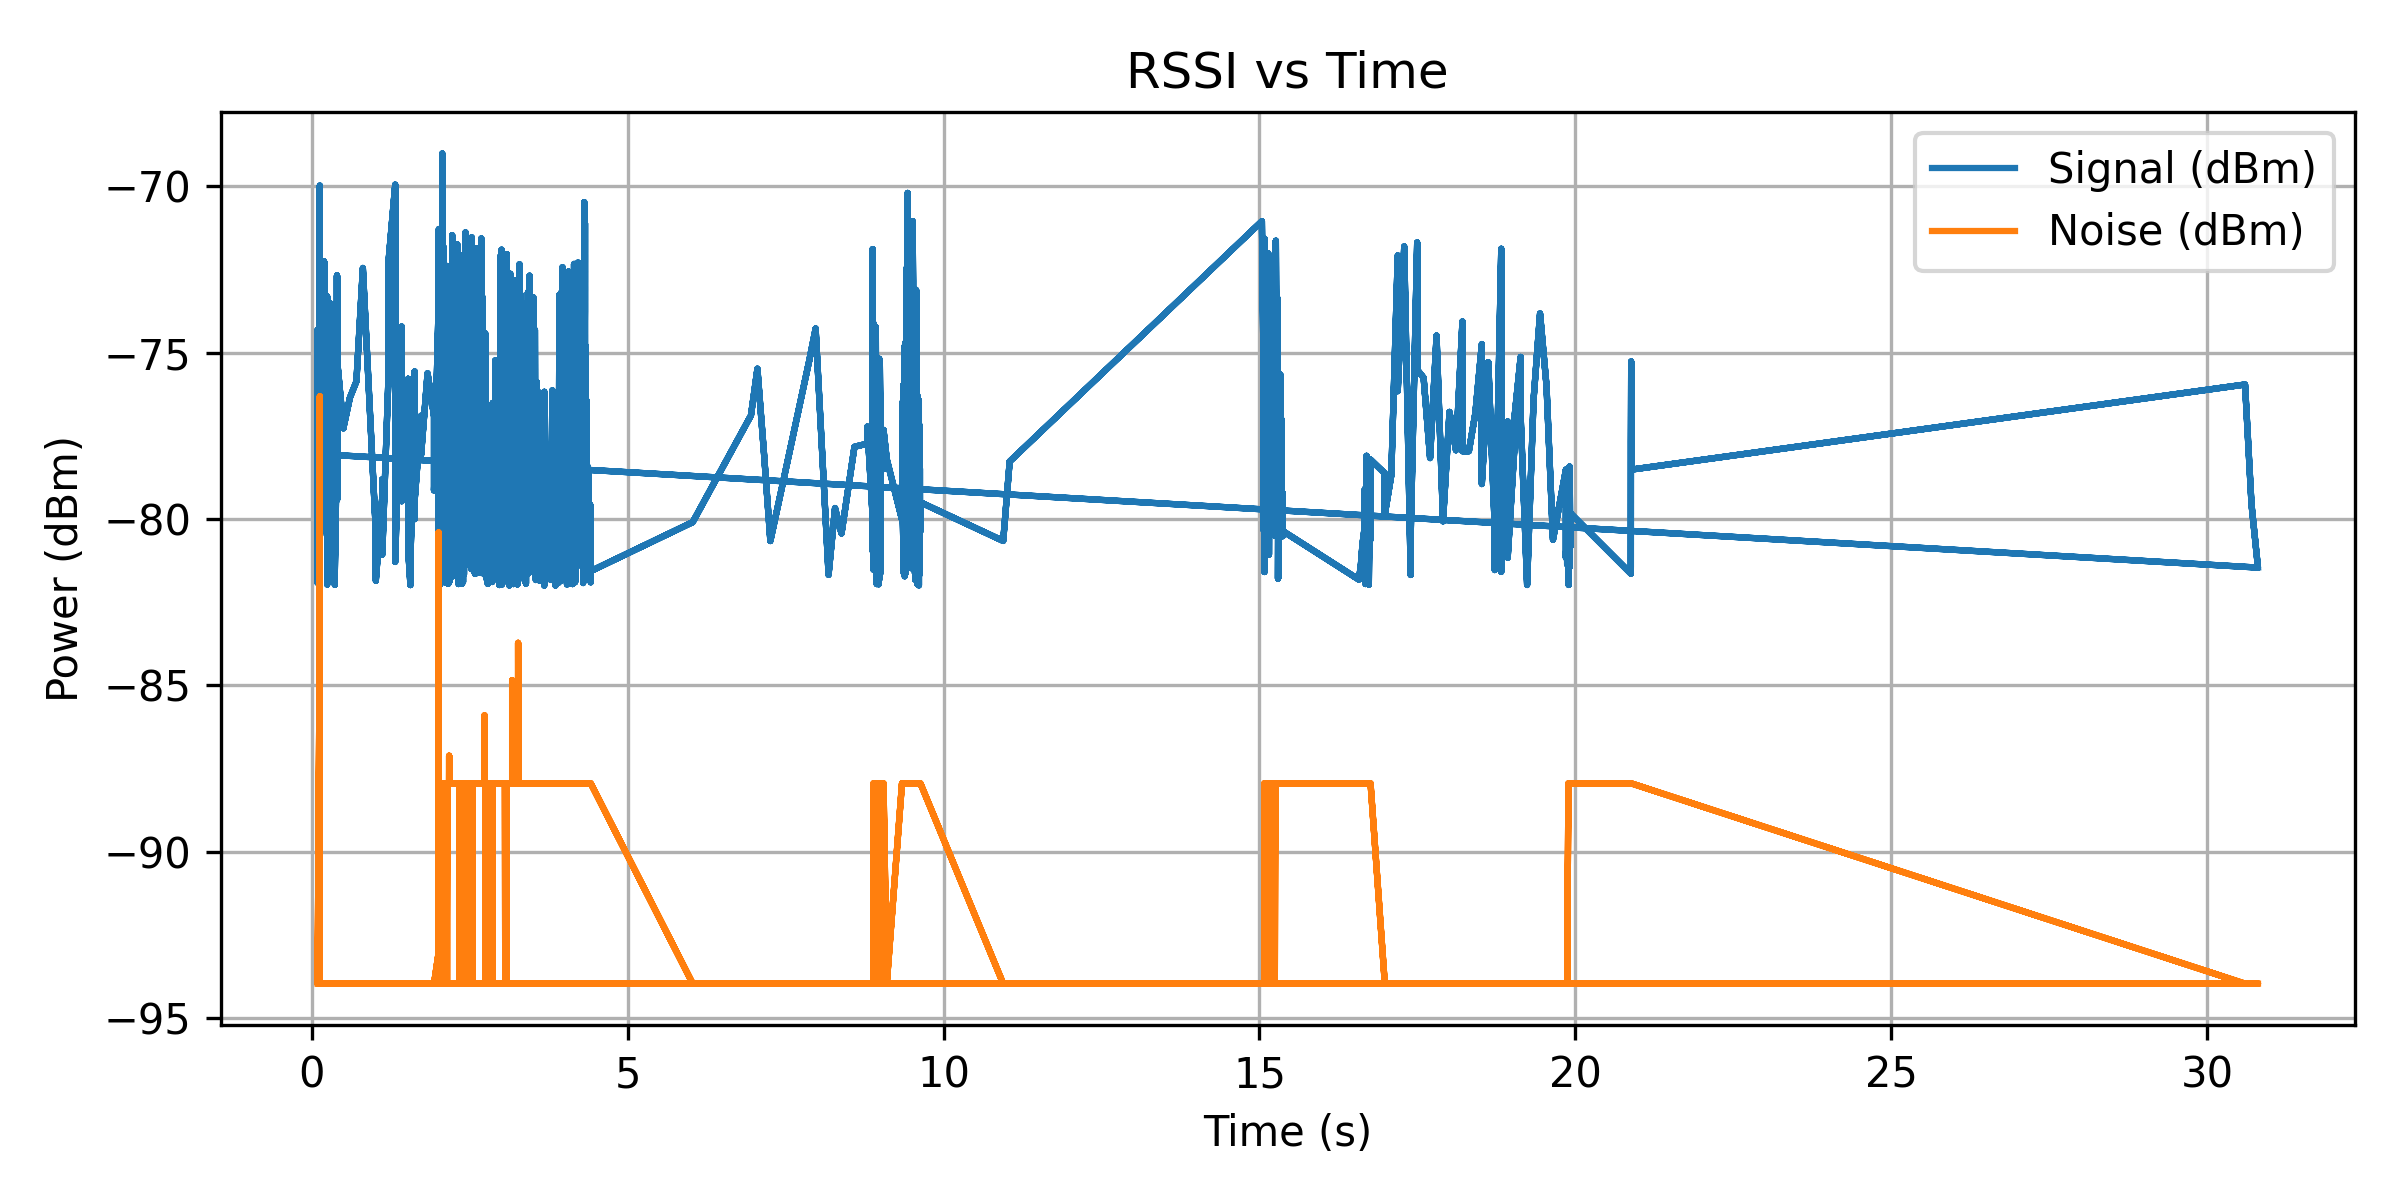 RSSI vs Time
Signal (dBm)
Noise (dBm)
Power (dBm)
−70
−75
−80
−85
−90
−95
0 5 10 15 20 25 30
Time (s)